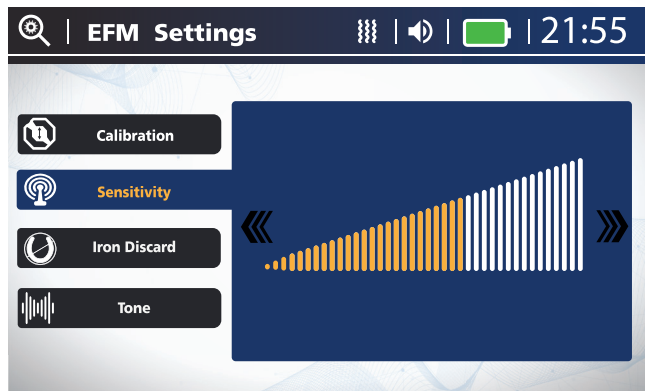 EFM Settings
21:55
Calibration
Sensitivity
Iron Discard
Tone